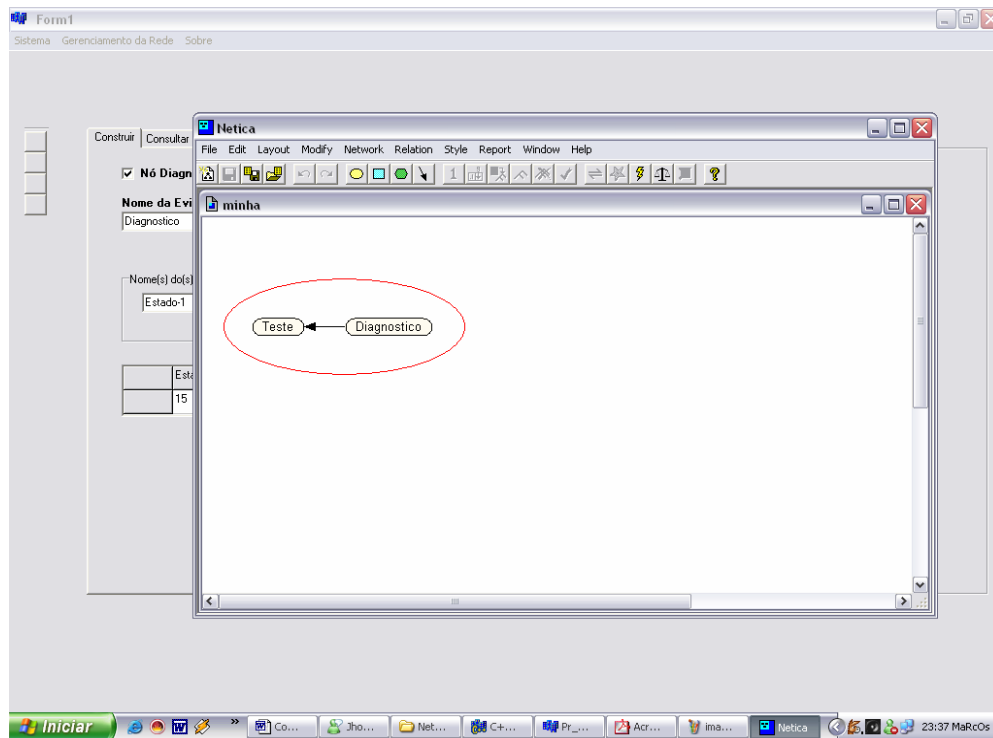 Form1
Sistema Gerenciamento da Rede Sobre
Construir Consultar
Nó Diagn
Nome da Evi
Diagnostico
Nome(s) do(s)
Estado-1
Esta
15
Netica
File Edit Layout Modify Network Relation Style Report Window Help
1
?
minha
Teste Diagnostico
Iniciar W » Co... Jho... Net... C+... Pr_... Acr... ima... Netica 23:37 MaRcOs